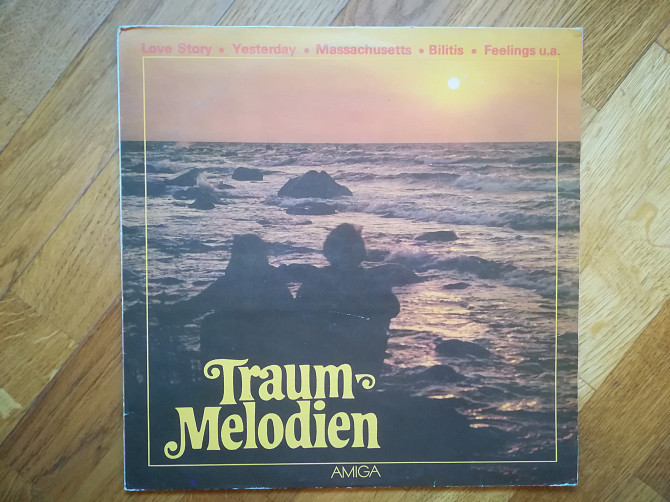 Love Story • Yesterday • Massachusetts • Bilitis • Feelings u.a.
Traum-
Melodien
AMIGA